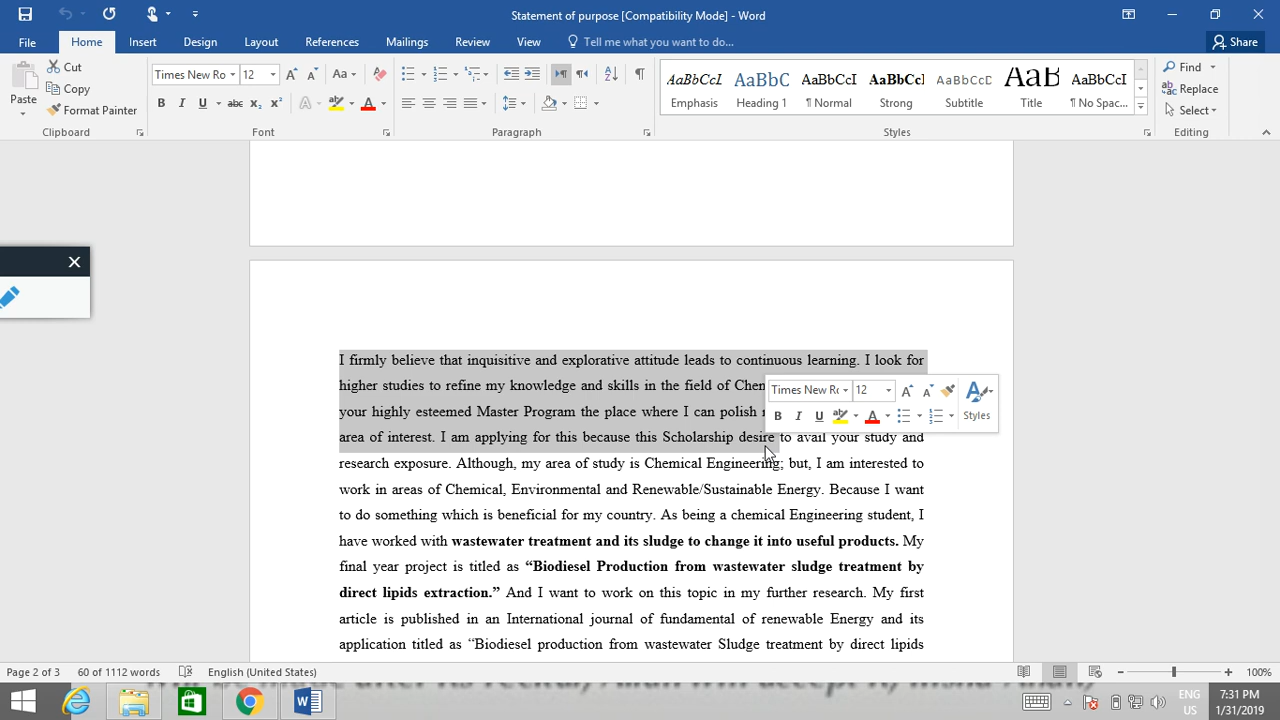 Statement of purpose [Compatibility Mode] - Word
File Home Insert Design Layout References Mailings Review View Tell me what you want to do... Share
Paste Cut Copy Format Painter
Times New Ro 12 Aa
B I U abc x₂ x² A A
AaBbCcI AaBbC AaBbCcI AaBbCcI AaBbCcD AaB AaBbCcI
Emphasis Heading 1 ¶ Normal Strong Subtitle Title ¶ No Spac...
Find
Replace
Select
Clipboard Font Paragraph Styles Editing
I firmly believe that inquisitive and explorative attitude leads to continuous learning. I look for
higher studies to refine my knowledge and skills in the field of Chem
your highly esteemed Master Program the place where I can polish
area of interest. I am applying for this because this Scholarship desire to avail your study and
research exposure. Although, my area of study is Chemical Engineering; but, I am interested to
work in areas of Chemical, Environmental and Renewable/Sustainable Energy. Because I want
to do something which is beneficial for my country. As being a chemical Engineering student, I
have worked with wastewater treatment and its sludge to change it into useful products. My
final year project is titled as “Biodiesel Production from wastewater sludge treatment by
direct lipids extraction.” And I want to work on this topic in my further research. My first
article is published in an International journal of fundamental of renewable Energy and its
application titled as “Biodiesel production from wastewater Sludge treatment by direct lipids
Times New Ro 12 A A
B I U A Styles
Page 2 of 3 60 of 1112 words English (United States) 100%
ENG 7:31 PM
US 1/31/2019